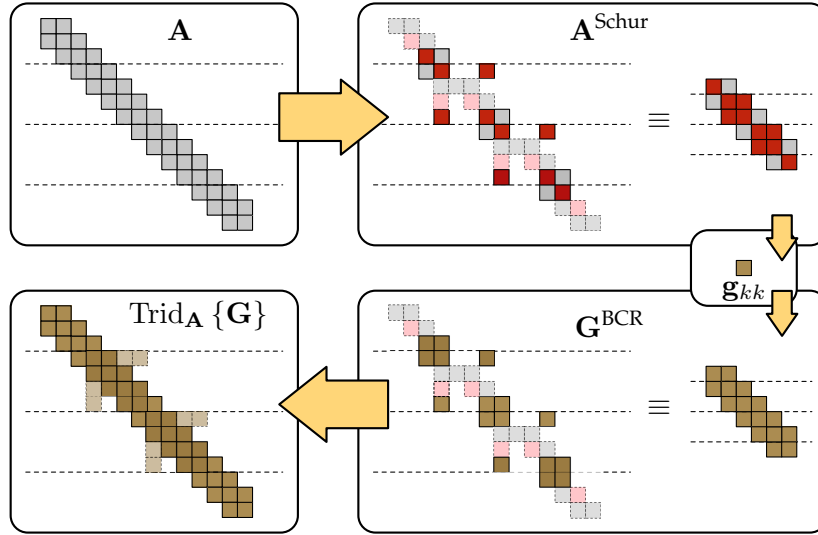 A
A^Schur
≡
g_kk
Trid_A {G}
G^BCR
≡